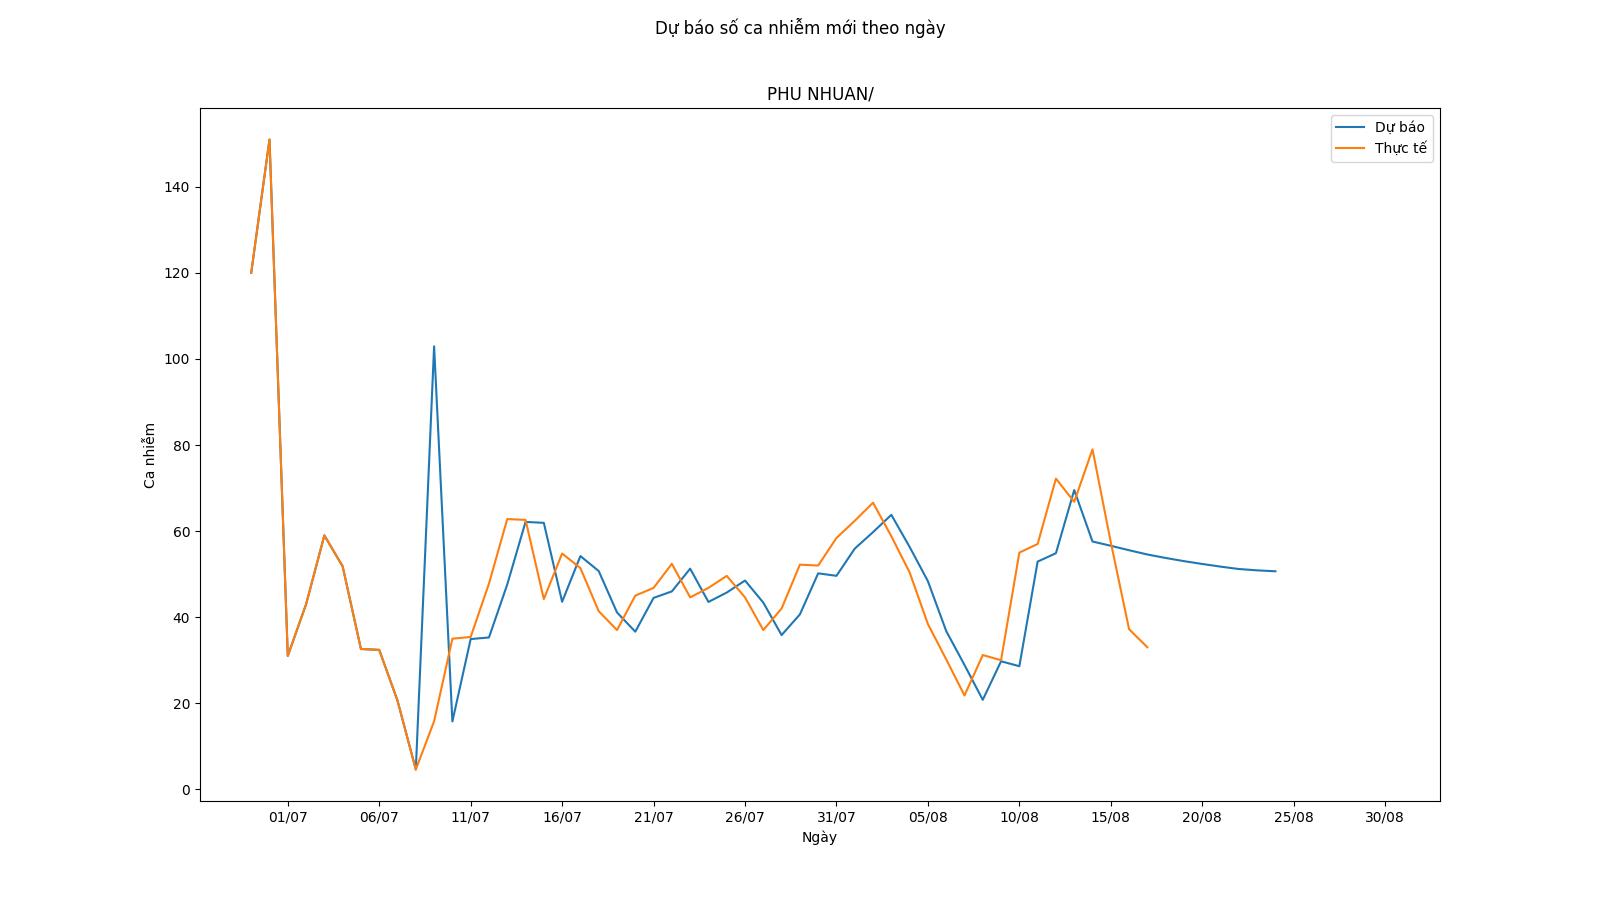 Dự báo số ca nhiễm mới theo ngày
PHU NHUAN/
Dự báo
Thực tế
Ca nhiễm
140
120
100
80
60
40
20
0
01/07 06/07 11/07 16/07 21/07 26/07 31/07 05/08 10/08 15/08 20/08 25/08 30/08
Ngày